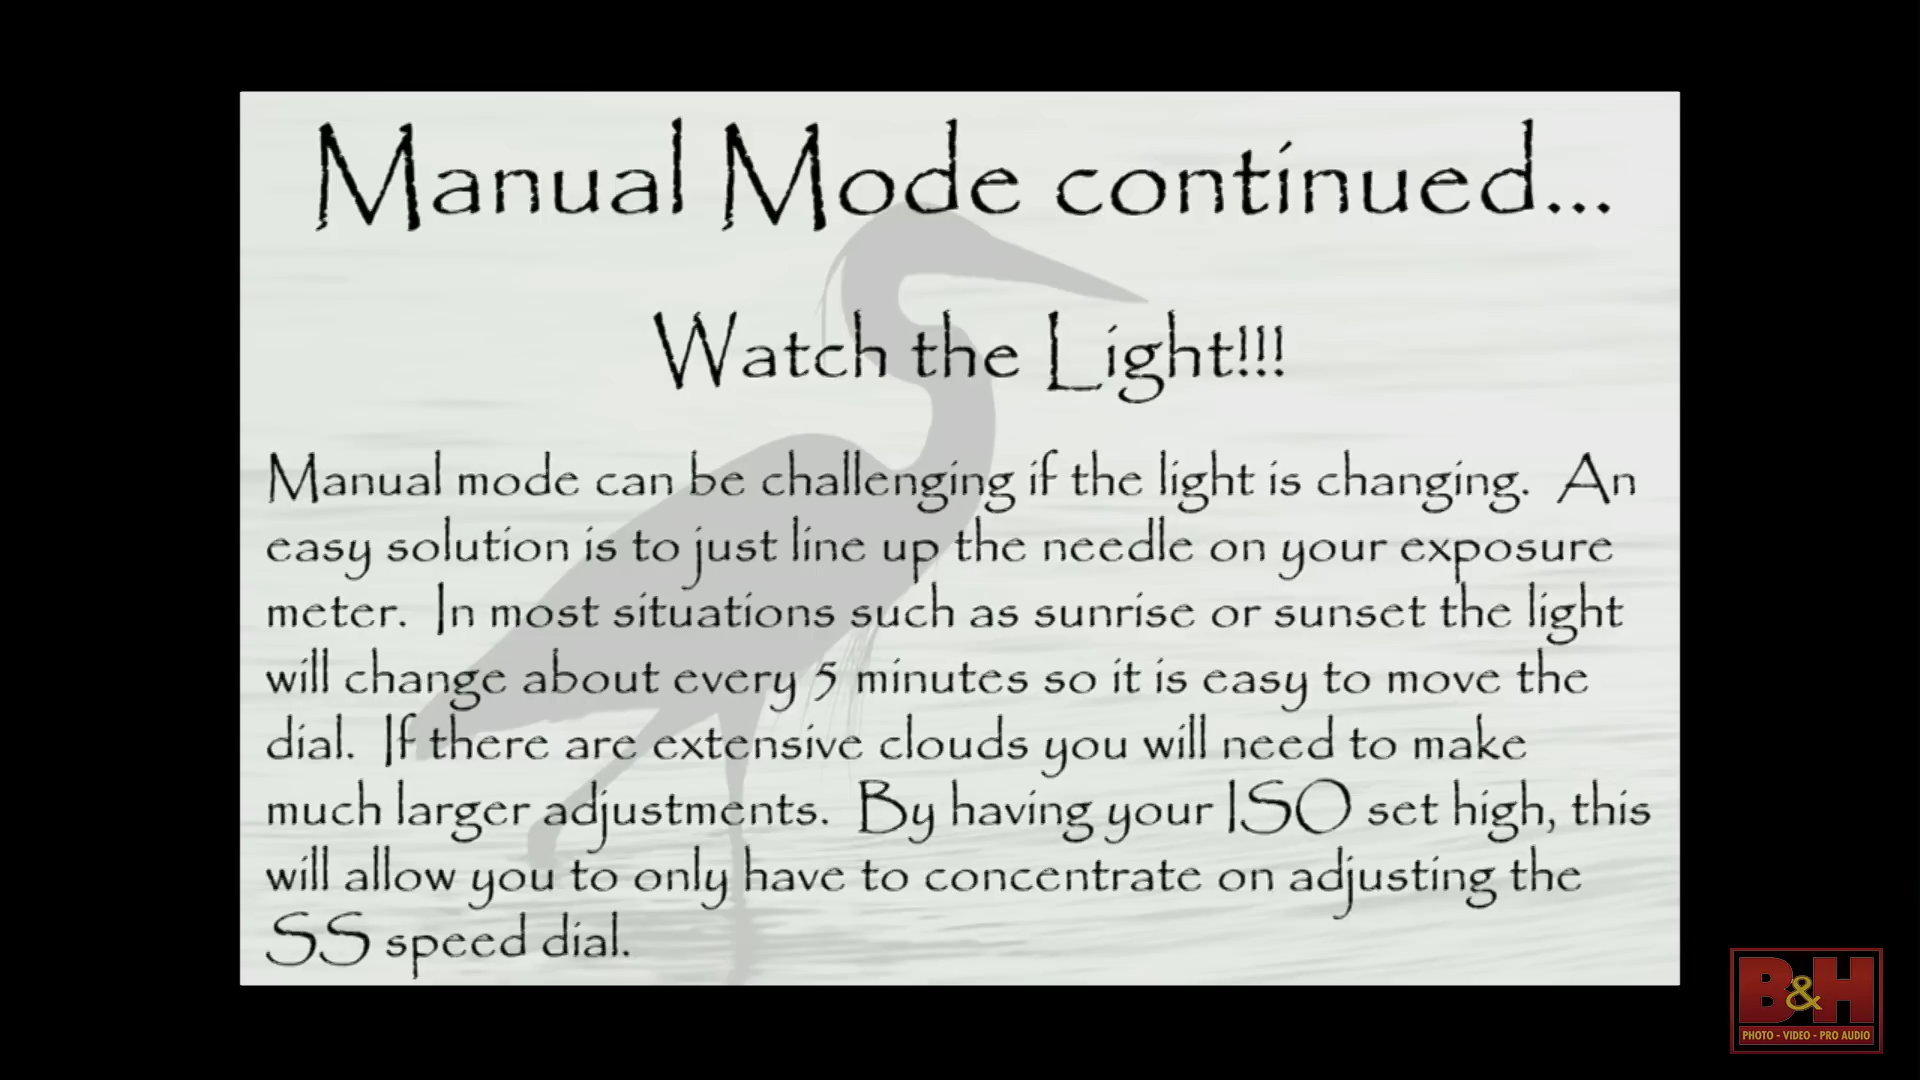 Manual Mode continued...
Watch the Light!!!
Manual mode can be challenging if the light is changing.  An
easy solution is to just line up the needle on your exposure
meter.  In most situations such as sunrise or sunset the light
will change about every 5 minutes so it is easy to move the
dial.  If there are extensive clouds you will need to make
much larger adjustments.  By having your ISO set high, this
will allow you to only have to concentrate on adjusting the
SS speed dial.
B&H
PHOTO - VIDEO - PRO AUDIO